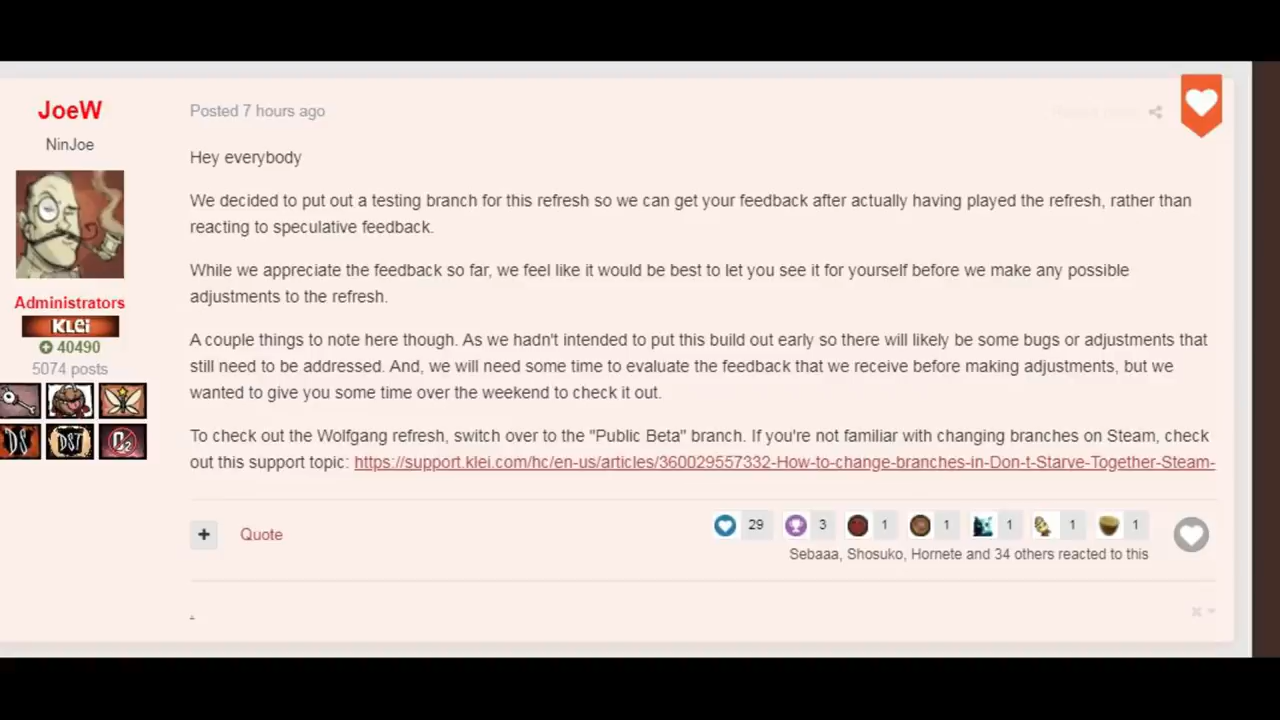 JoeW
NinJoe
Administrators
KLei
40490
5074 posts
DS
DST
Posted 7 hours ago
Hey everybody
We decided to put out a testing branch for this refresh so we can get your feedback after actually having played the refresh, rather than
reacting to speculative feedback.
While we appreciate the feedback so far, we feel like it would be best to let you see it for yourself before we make any possible
adjustments to the refresh.
A couple things to note here though. As we hadn't intended to put this build out early so there will likely be some bugs or adjustments that
still need to be addressed. And, we will need some time to evaluate the feedback that we receive before making adjustments, but we
wanted to give you some time over the weekend to check it out.
To check out the Wolfgang refresh, switch over to the "Public Beta" branch. If you're not familiar with changing branches on Steam, check
out this support topic: https://support.klei.com/hc/en-us/articles/360029557332-How-to-change-branches-in-Don-t-Starve-Together-Steam-
+ Quote
29 3 1 1 1 1 1
Sebaaa, Shosuko, Hornete and 34 others reacted to this